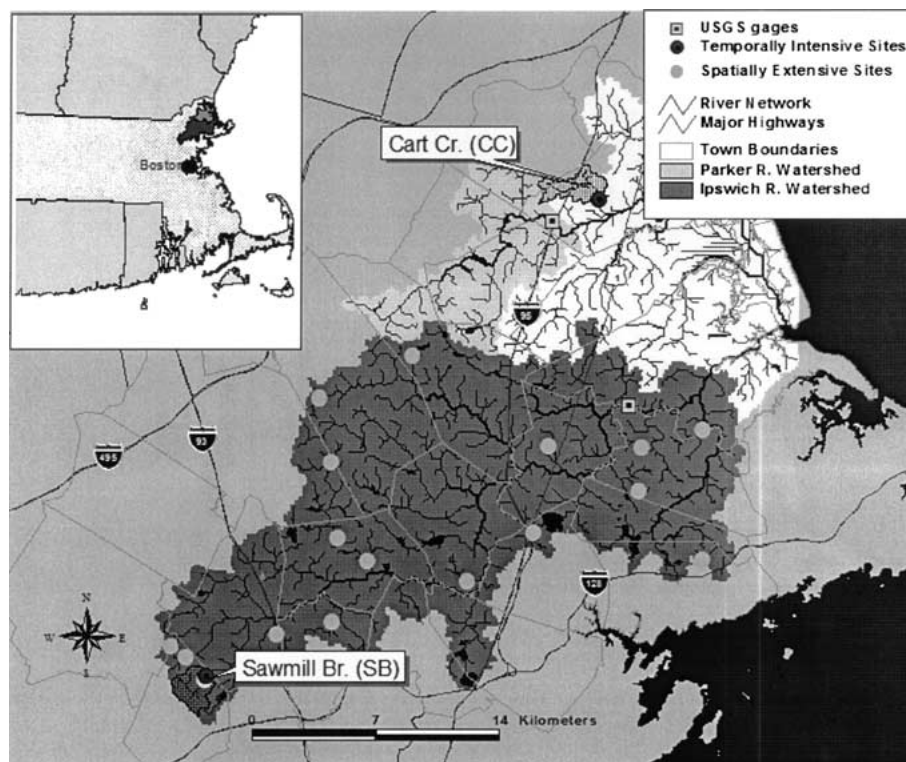 USGS gages
Temporally Intensive Sites
Spatially Extensive Sites
River Network
Major Highways
Town Boundaries
Parker R. Watershed
Ipswich R. Watershed
Boston
Cart Cr. (CC)
95
93
495
128
N
W E
Sawmill Br. (SB)
0 7 14 Kilometers